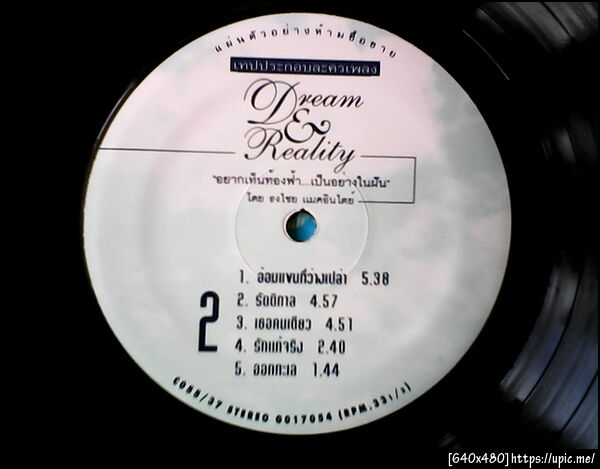 แผ่นตัวอย่างห้ามซื้อขาย
เทปประกอบละครเพลง
Dream
&
Reality
"อยากเห็นท้องฟ้า...เป็นอย่างในฝัน"
โดย ธงไชย แมคอินไตย์
2
1. อ้อมแขนที่ว่างเปล่า 5.38
2. รัตติกาล 4.57
3. เธอคนเดียว 4.51
4. รักแท้จริง 2.40
5. ออกทะเล 1.44
CDBB/37 STEREO 0017054 (RPM.331/3)
[640x480]https://upic.me/